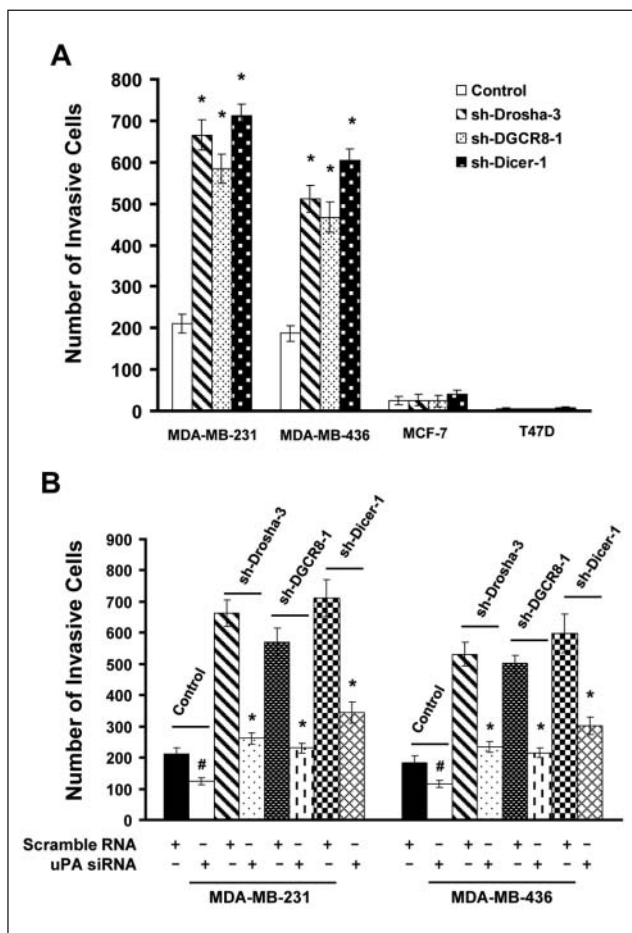 A
800
700
600
500
400
300
200
100
0
Number of Invasive Cells
* * *
* * *
Control
sh-Drosha-3
sh-DGCR8-1
sh-Dicer-1
MDA-MB-231 MDA-MB-436 MCF-7 T47D
B
900
800
700
600
500
400
300
200
100
0
Number of Invasive Cells
Control
sh-Drosha-3
sh-DGCR8-1
sh-Dicer-1
# * * *
Control
sh-Drosha-3
sh-DGCR8-1
sh-Dicer-1
# * * *
Scramble RNA + – + – + – + – + – + – + – + –
uPA siRNA – + – + – + – + – + – + – + – +
MDA-MB-231 MDA-MB-436